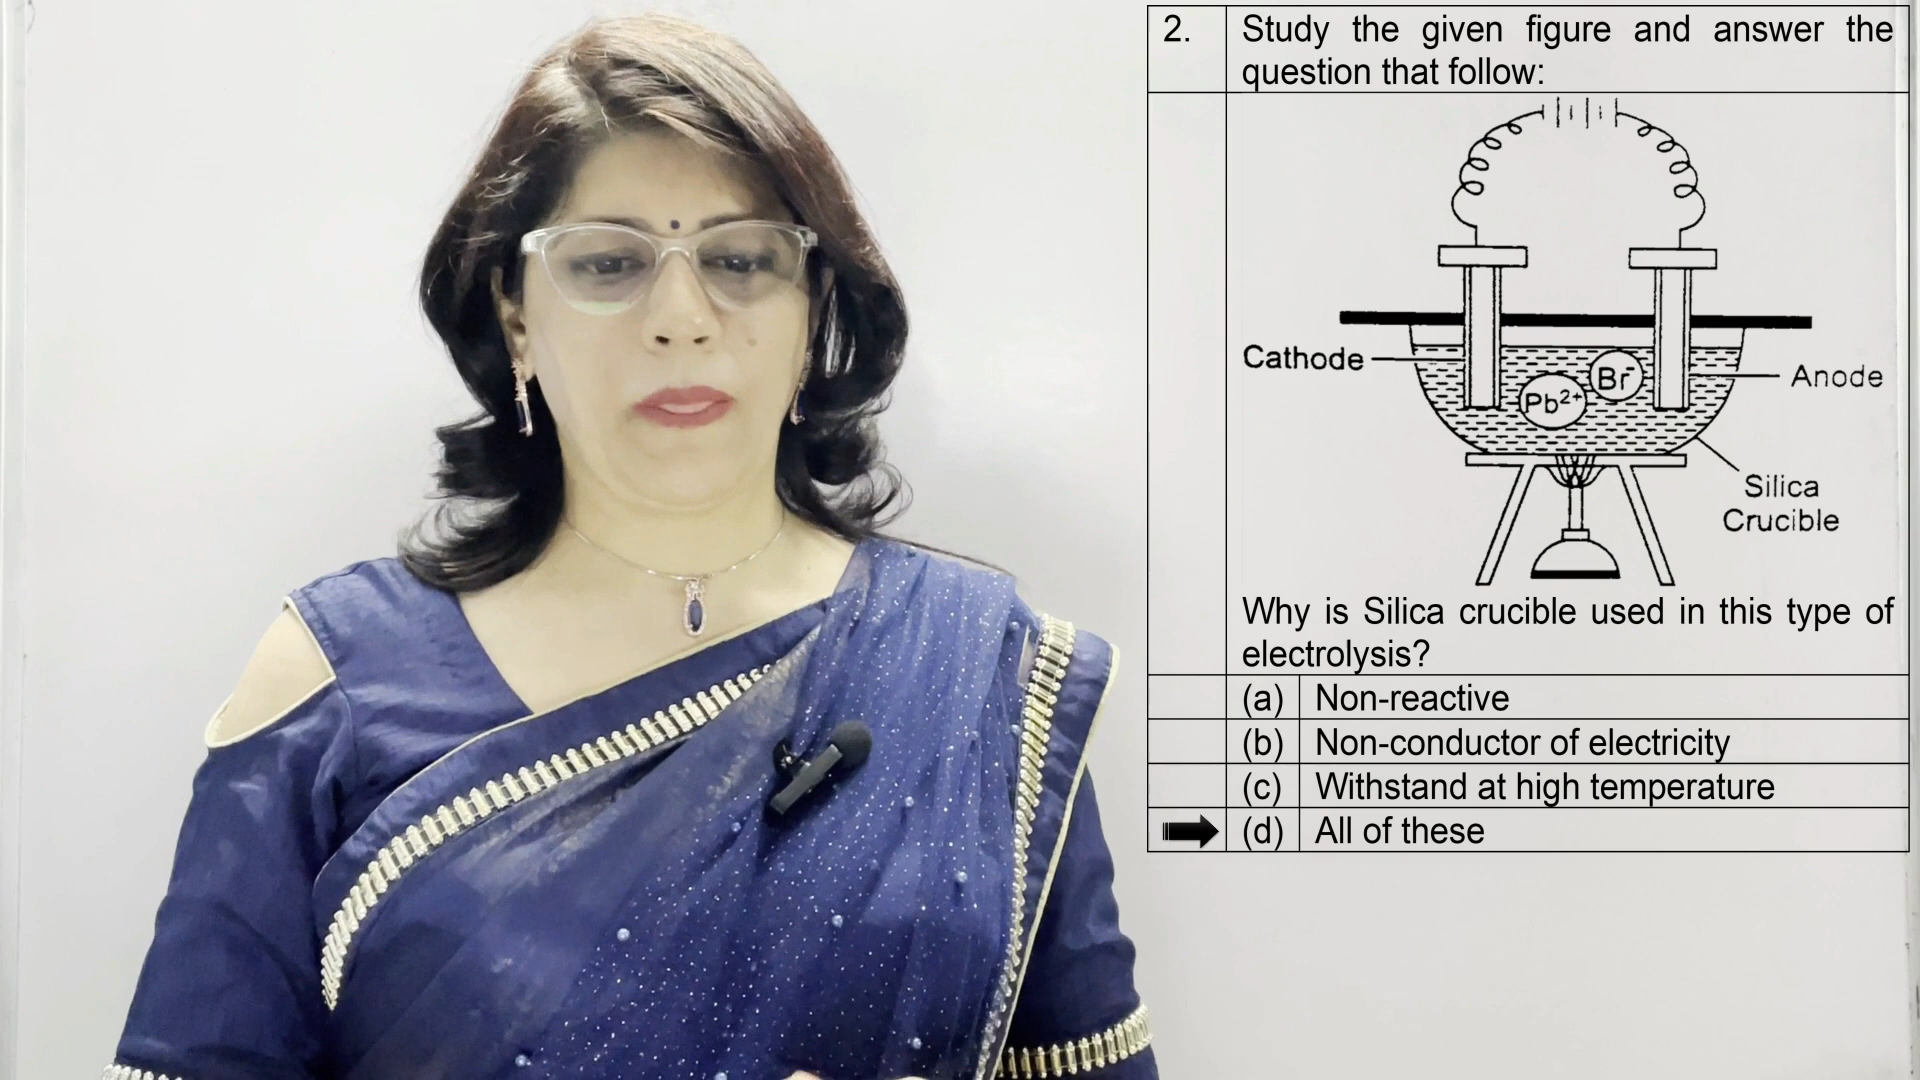 2.
Study the given figure and answer the
question that follow:
Cathode
Br⁻
Pb²⁺
Anode
Silica
Crucible
Why is Silica crucible used in this type of
electrolysis?
(a) Non-reactive
(b) Non-conductor of electricity
(c) Withstand at high temperature
(d) All of these